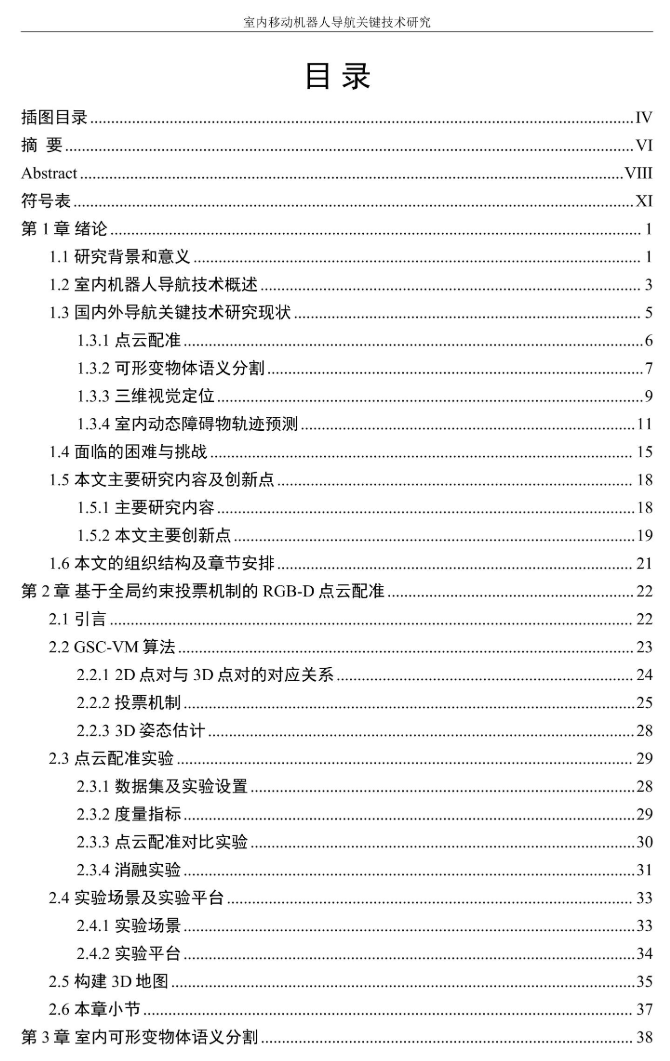 室内移动机器人导航关键技术研究
目 录
插图目录........IV
摘 要........VI
Abstract........VIII
符号表........XI
第 1 章 绪论........1
1.1 研究背景和意义........1
1.2 室内机器人导航技术概述........3
1.3 国内外导航关键技术研究现状........5
1.3.1 点云配准........6
1.3.2 可形变物体语义分割........7
1.3.3 三维视觉定位........9
1.3.4 室内动态障碍物轨迹预测........11
1.4 面临的困难与挑战........15
1.5 本文主要研究内容及创新点........18
1.5.1 主要研究内容........18
1.5.2 本文主要创新点........19
1.6 本文的组织结构及章节安排........21
第 2 章 基于全局约束投票机制的 RGB-D 点云配准........22
2.1 引言........22
2.2 GSC-VM 算法........23
2.2.1 2D 点对与 3D 点对的对应关系........24
2.2.2 投票机制........25
2.2.3 3D 姿态估计........28
2.3 点云配准实验........29
2.3.1 数据集及实验设置........28
2.3.2 度量指标........29
2.3.3 点云配准对比实验........30
2.3.4 消融实验........31
2.4 实验场景及实验平台........33
2.4.1 实验场景........33
2.4.2 实验平台........34
2.5 构建 3D 地图........35
2.6 本章小节........37
第 3 章 室内可形变物体语义分割........38